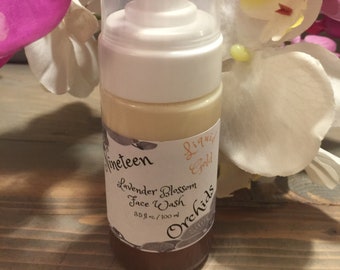 Nineteen
Liquid
Gold
Lavender Blossom
Face Wash
3.5 fl.oz. / 100 ml
Orchids